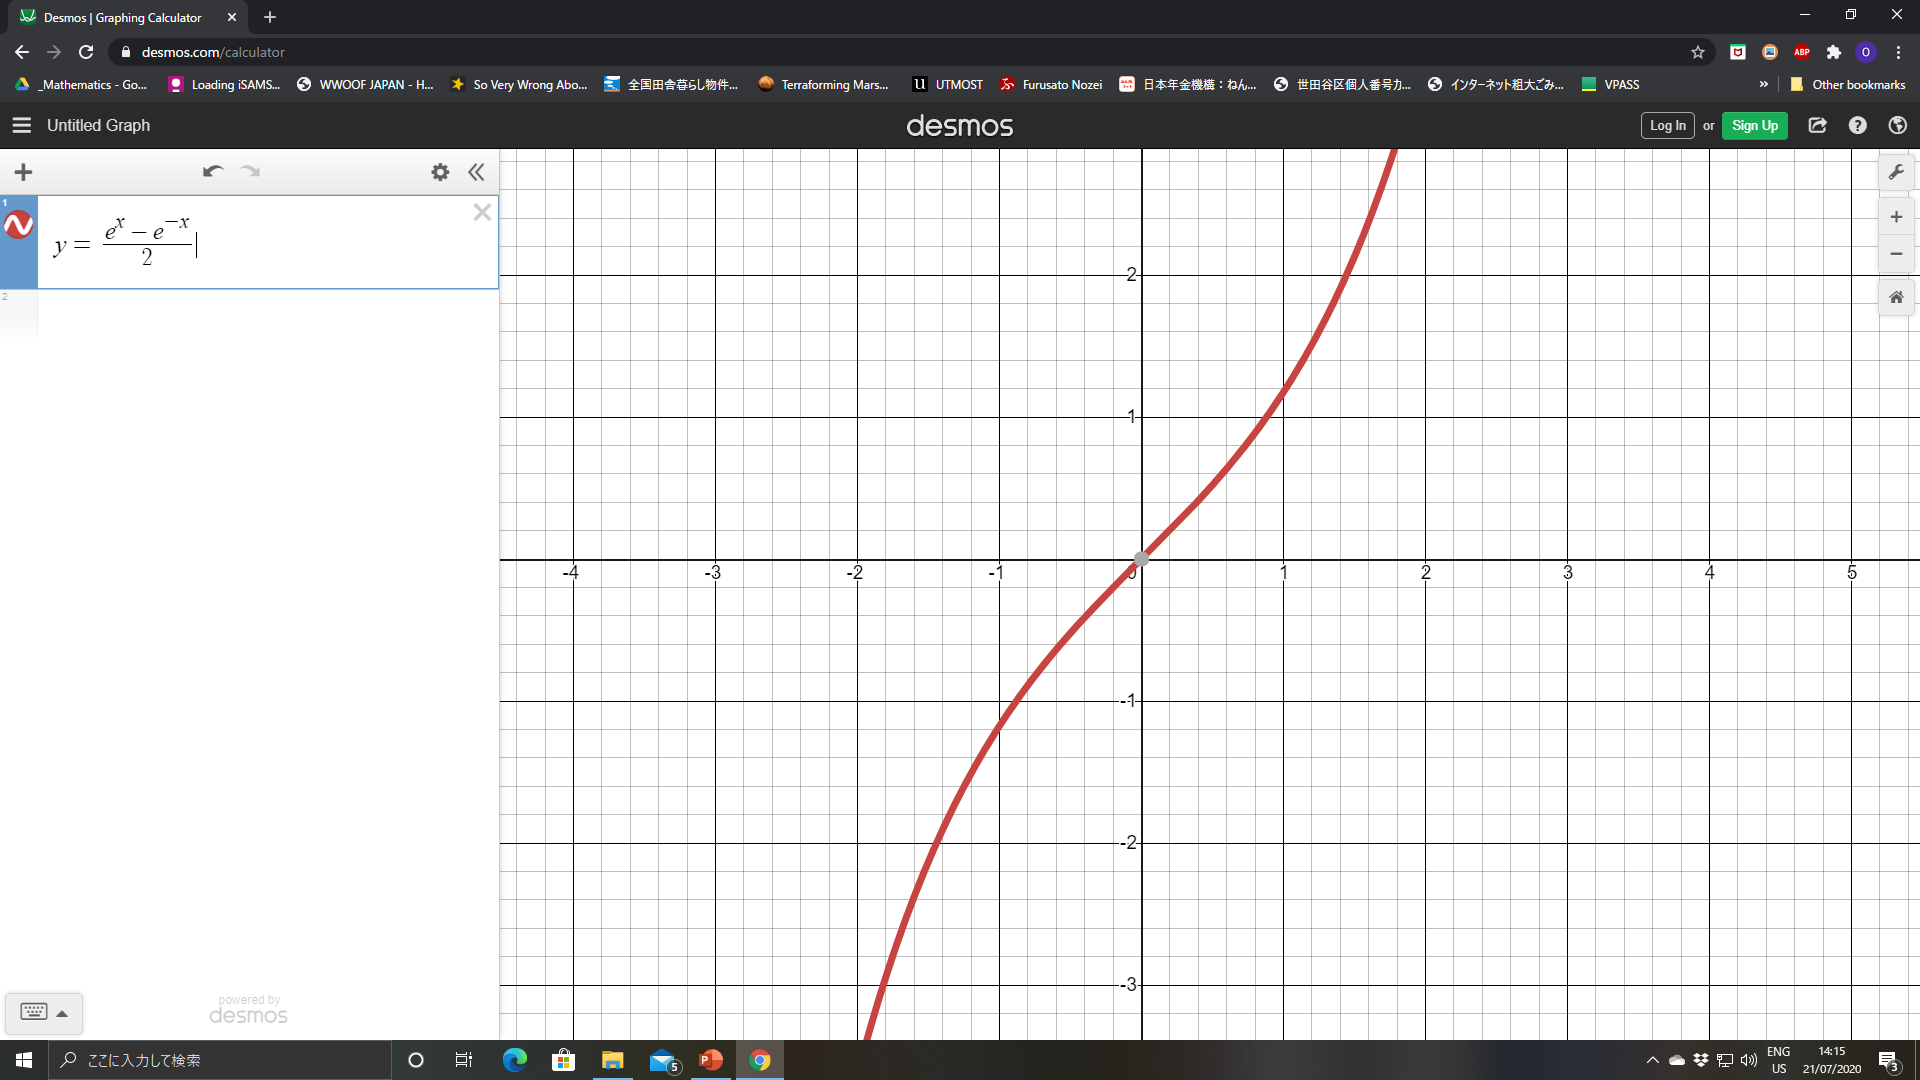 Desmos | Graphing Calculator
desmos.com/calculator
ABP
O
_Mathematics - Go...
Loading iSAMS...
WWOOF JAPAN - H...
So Very Wrong Abo...
全国田舎暮らし物件...
Terraforming Mars...
u UTMOST
Furusato Nozei
日本年金機構：ねん...
世田谷区個人番号カ...
インターネット粗大ごみ...
VPASS
»
Other bookmarks
Untitled Graph
desmos
Log In or Sign Up
1
y = (e^x − e^−x)/2
2
2
1
-4 -3 -2 -1 0 1 2 3 4 5
-1
-2
-3
powered by
desmos
ここに入力して検索
5
P
ENG
US
14:15
21/07/2020
3